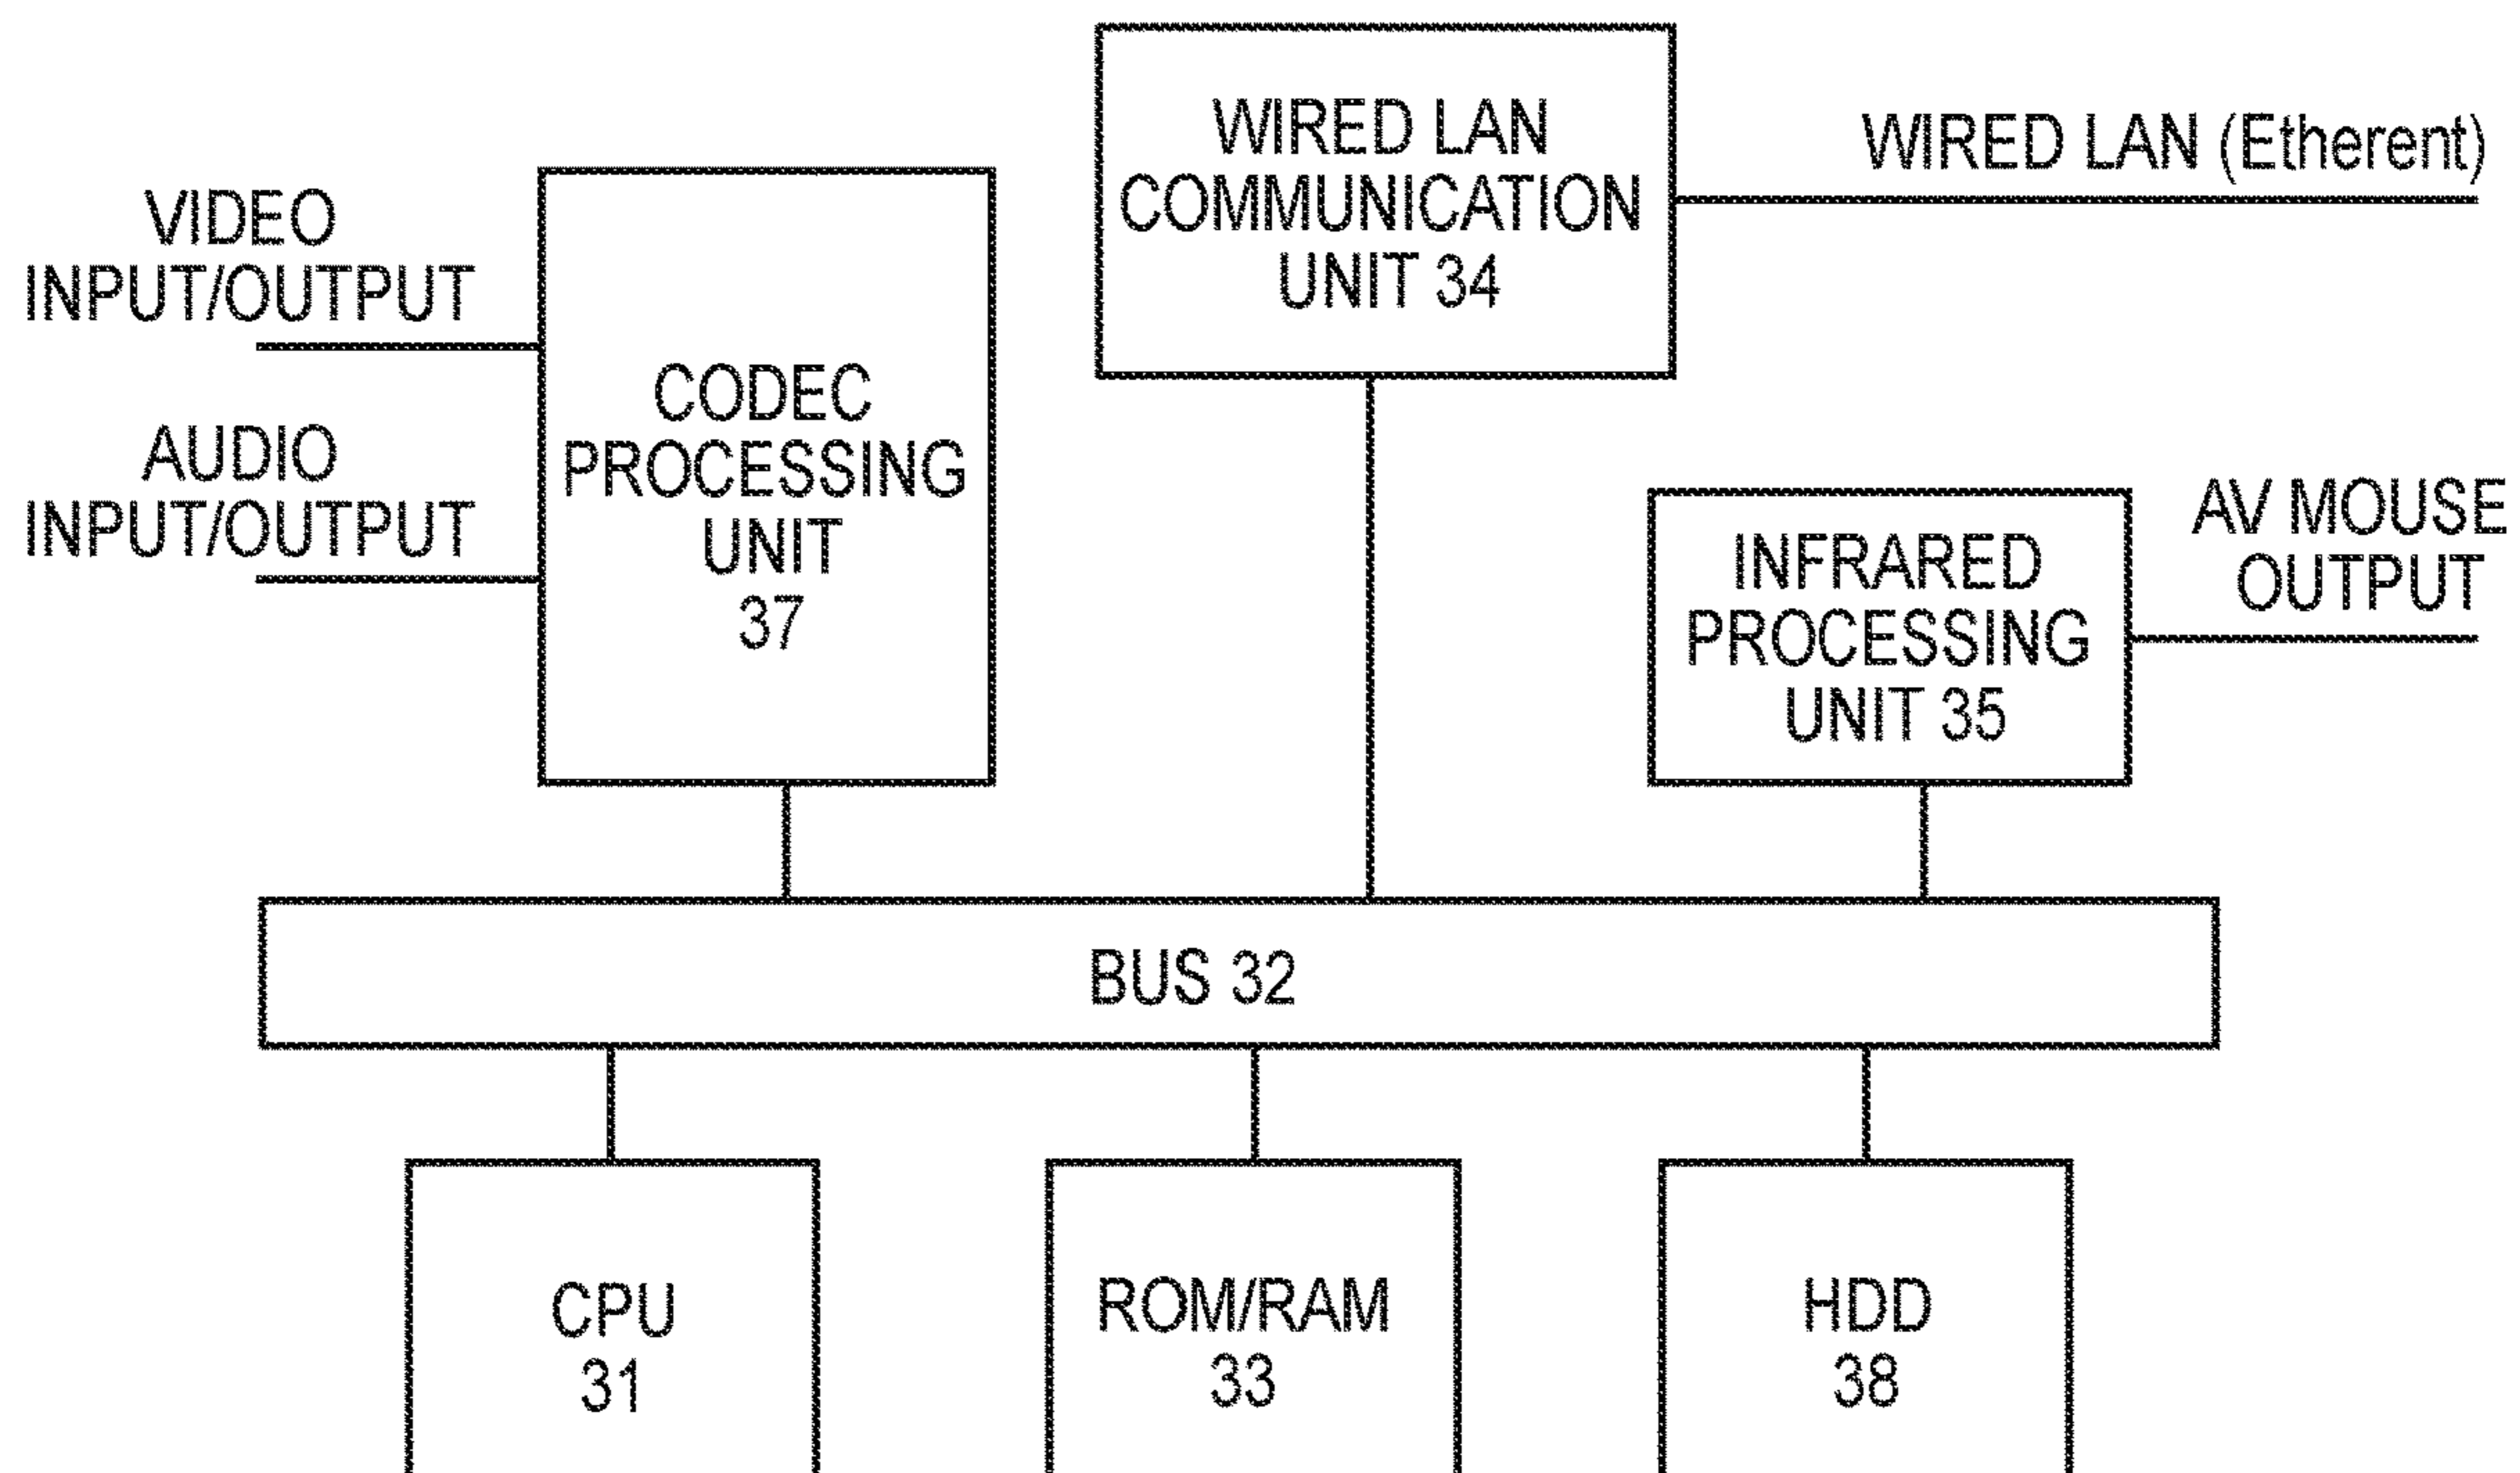 WIRED LAN
COMMUNICATION
UNIT 34
WIRED LAN (Etherent)
VIDEO
INPUT/OUTPUT
AUDIO
INPUT/OUTPUT
CODEC
PROCESSING
UNIT
37
INFRARED
PROCESSING
UNIT 35
AV MOUSE
OUTPUT
BUS 32
CPU
31
ROM/RAM
33
HDD
38